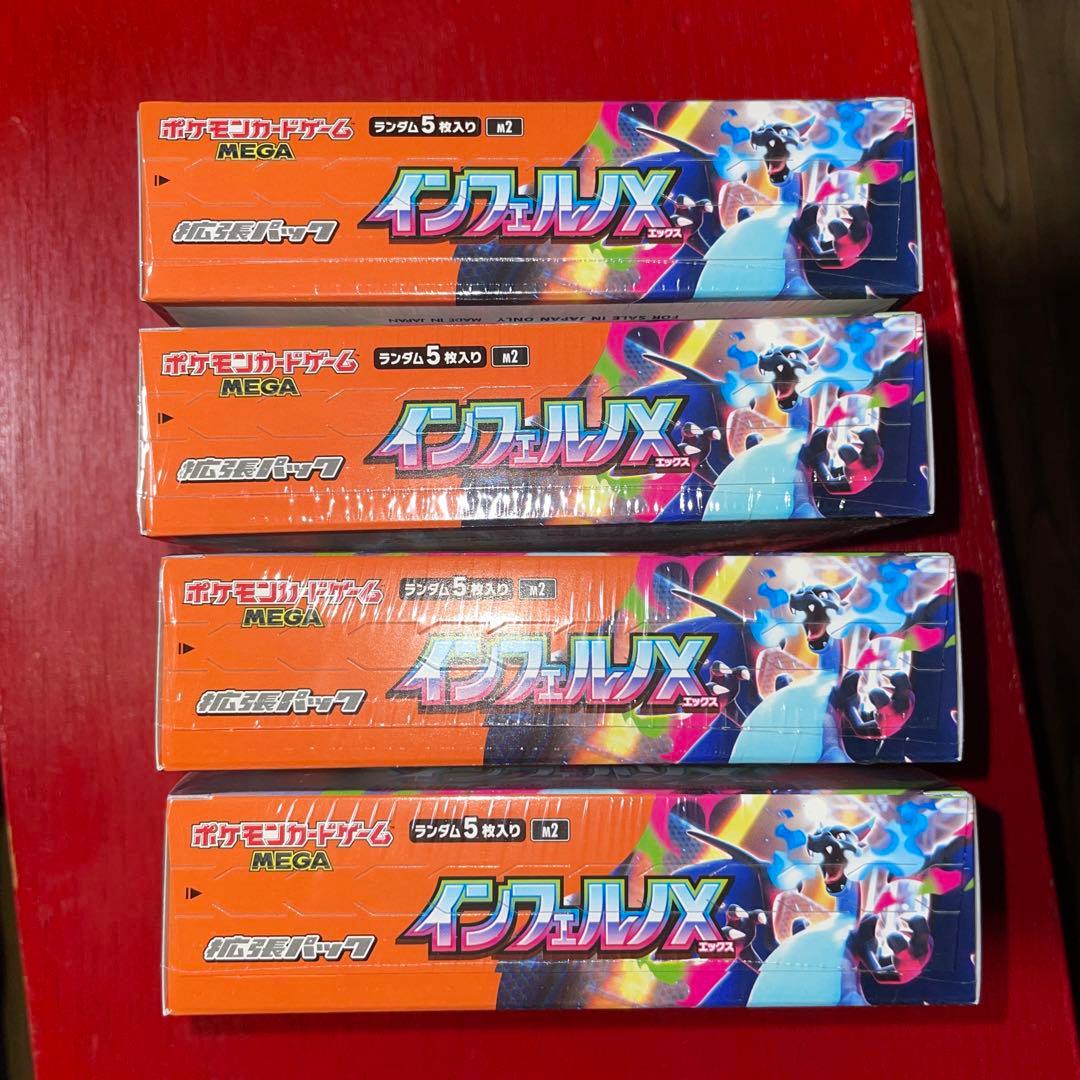 ポケモンカードゲーム
MEGA
ランダム5枚入り
M2
インフェルノX
エックス
拡張パック
FOR SALE IN JAPAN ONLY MADE IN JAPAN
ポケモンカードゲーム
MEGA
ランダム5枚入り
M2
インフェルノX
エックス
拡張パック
ポケモンカードゲーム
MEGA
ランダム5枚入り
M2
インフェルノX
エックス
拡張パック
ポケモンカードゲーム
MEGA
ランダム5枚入り
M2
インフェルノX
エックス
拡張パック